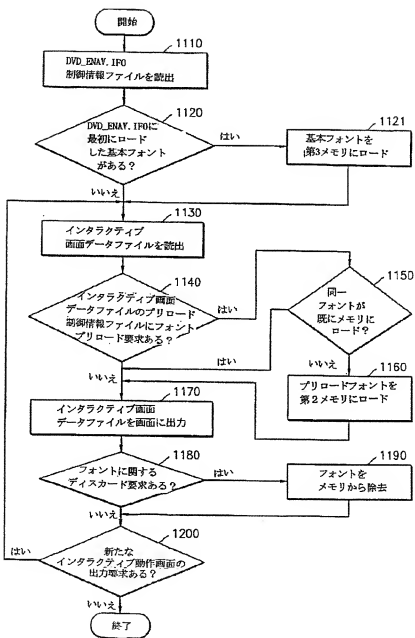 開始
1110
DVD_ENAV.IFO
制御情報ファイルを読出
1120
DVD_ENAV.IFOに
最初にロード
した基本フォント
がある?
はい
1121
基本フォントを
第3メモリにロード
いいえ
1130
インタラクティブ
画面データファイルを読出
1140
インタラクティブ画面
データファイルのプリロード
制御情報ファイルにフォント
プリロード要求ある?
はい
1150
同一
フォントが
既にメモリに
ロード?
はい
いいえ
いいえ
1160
プリロードフォントを
第2メモリにロード
1170
インタラクティブ画面
データファイルを画面に出力
1180
フォントに関する
ディスカード要求ある?
はい
1190
フォントを
メモリから除去
いいえ
1200
はい
新たな
インタラクティブ動作画面の
出力要求ある?
いいえ
終了